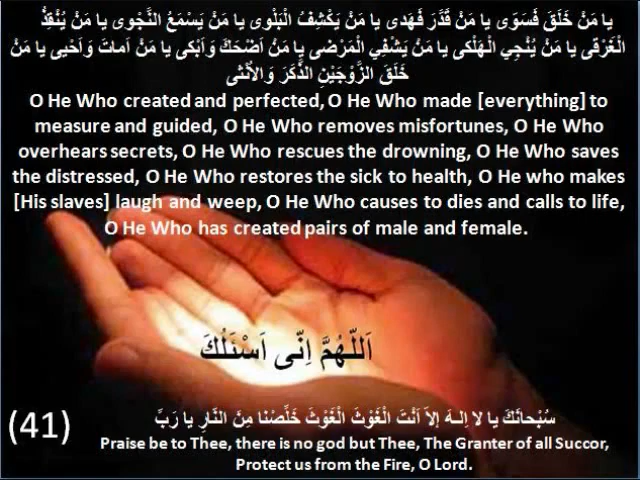 يا مَنْ خَلَقَ فَسَوّى يا مَنْ قَدَّرَ فَهَدى يا مَنْ يَكْشِفُ الْبَلْوى يا مَنْ يَسْمَعُ النَّجْوى يا مَنْ يُنْقِذُ
الْغَرْقى يا مَنْ يُنْجِي الْهَلْكى يا مَنْ يَشْفِي الْمَرْضى يا مَنْ اَضْحَكَ وَاَبْكى يا مَنْ اَماتَ وَاَحْيى يا مَنْ
خَلَقَ الزَّوْجَيْنِ الذَّكَرَ وَالأُنْثى
O He Who created and perfected, O He Who made [everything] to
measure and guided, O He Who removes misfortunes, O He Who
overhears secrets, O He Who rescues the drowning, O He Who saves
the distressed, O He Who restores the sick to health, O He who makes
[His slaves] laugh and weep, O He Who causes to dies and calls to life,
O He Who has created pairs of male and female.
اَللّهُمَّ اِنّى اَسْئَلُكَ
سُبْحانَكَ يا لا اِلـهَ اِلاّ اَنْتَ الْغَوْثَ الْغَوْثَ خَلِّصْنا مِنَ النّارِ يا رَبِّ
(41)
Praise be to Thee, there is no god but Thee, The Granter of all Succor,
Protect us from the Fire, O Lord.